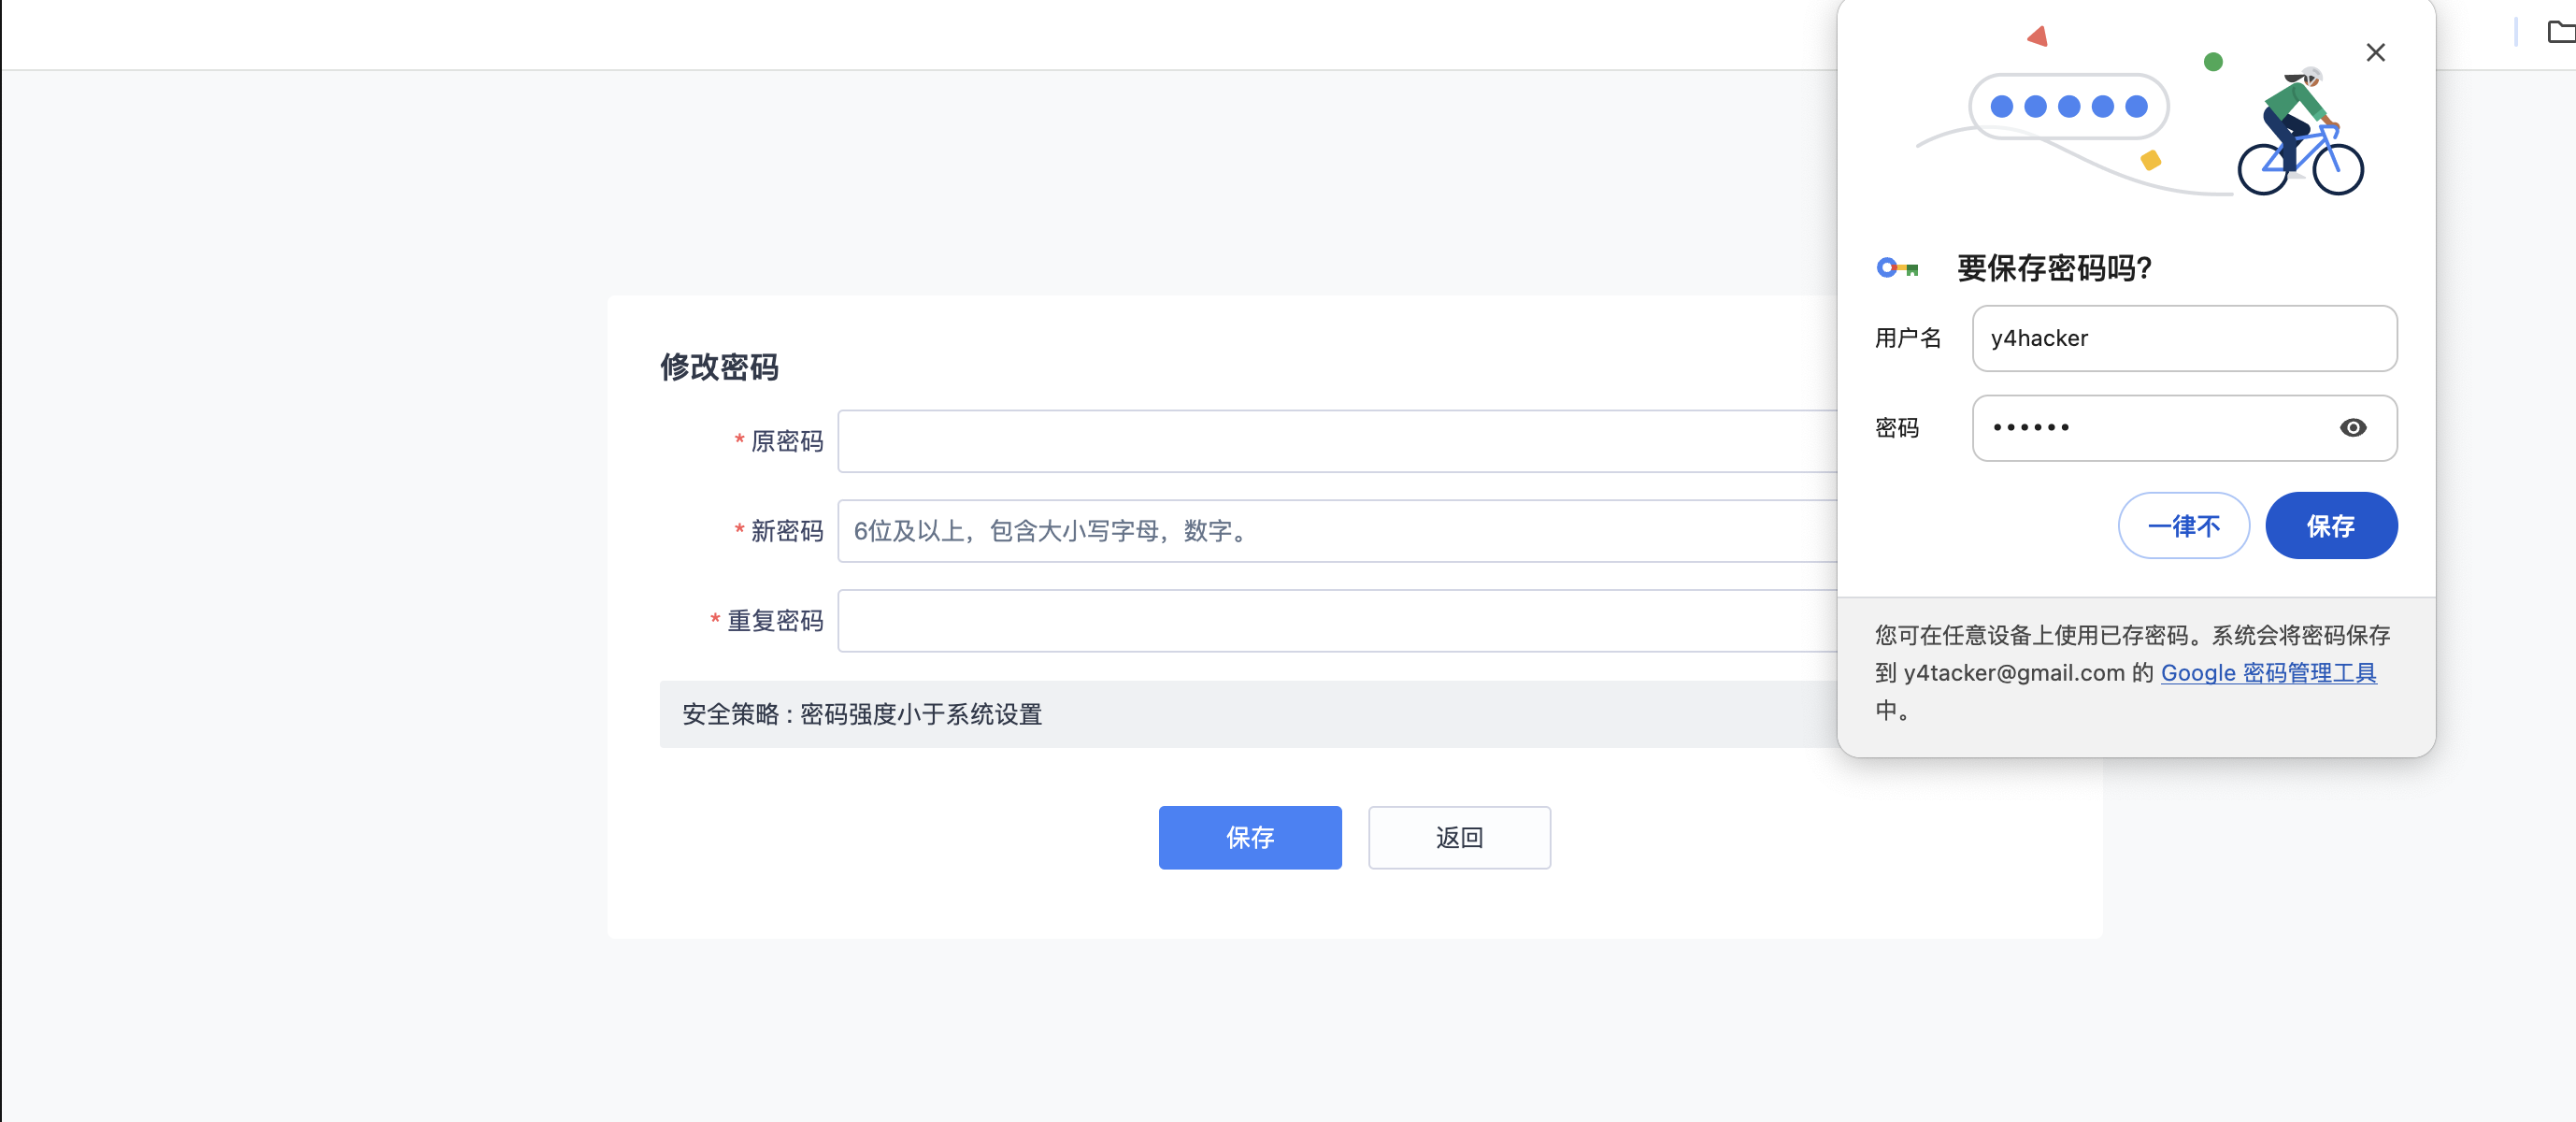 修改密码
* 原密码
* 新密码 6位及以上，包含大小写字母，数字。
* 重复密码
安全策略 : 密码强度小于系统设置
保存 返回
要保存密码吗?
用户名 y4hacker
密码 ••••••
一律不 保存
您可在任意设备上使用已存密码。系统会将密码保存
到 y4tacker@gmail.com 的 Google 密码管理工具
中。